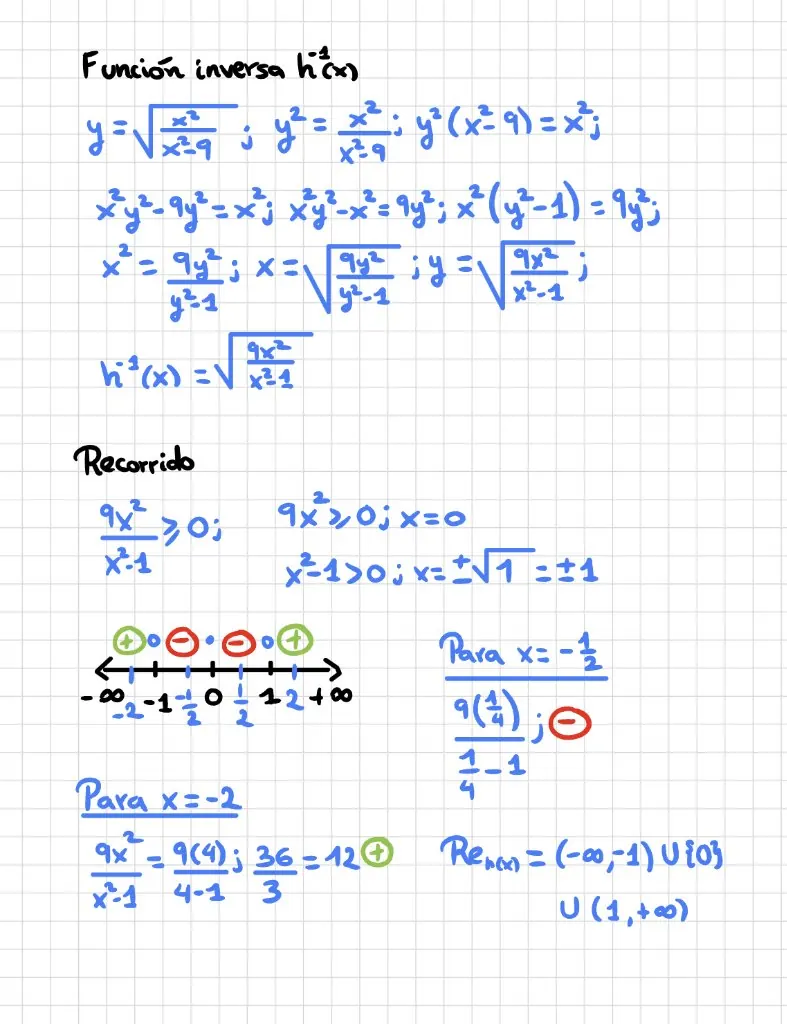 Función inversa h⁻¹(x)
y = √(x²/(x²-9)) ; y² = x²/(x²-9) ; y²(x²-9) = x²;
x²y²-9y² = x²; x²y²-x² = 9y²; x²(y²-1) = 9y²;
x² = 9y²/(y²-1) ; x = √(9y²/(y²-1)) ; y = √(9x²/(x²-1)) ;
h⁻¹(x) = √(9x²/(x²-1))
Recorrido
9x²/(x²-1) ⩾ 0; 9x² ⩾ 0; x=0
x²-1>0; x=±√1 = ±1
+ - - +
-∞ -2 -1 -1/2 0 1/2 1 2 +∞
Para x = -1/2
9(1/4)/(1/4 - 1) ; -
Para x = -2
9x²/(x²-1) = 9(4)/(4-1) ; 36/3 = 12 +
Re h(x) = (-∞,-1) U {0}
U (1,+∞)